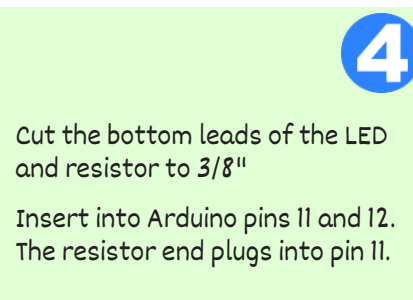 4
Cut the bottom leads of the LED
and resistor to 3/8"
Insert into Arduino pins 11 and 12.
The resistor end plugs into pin 11.